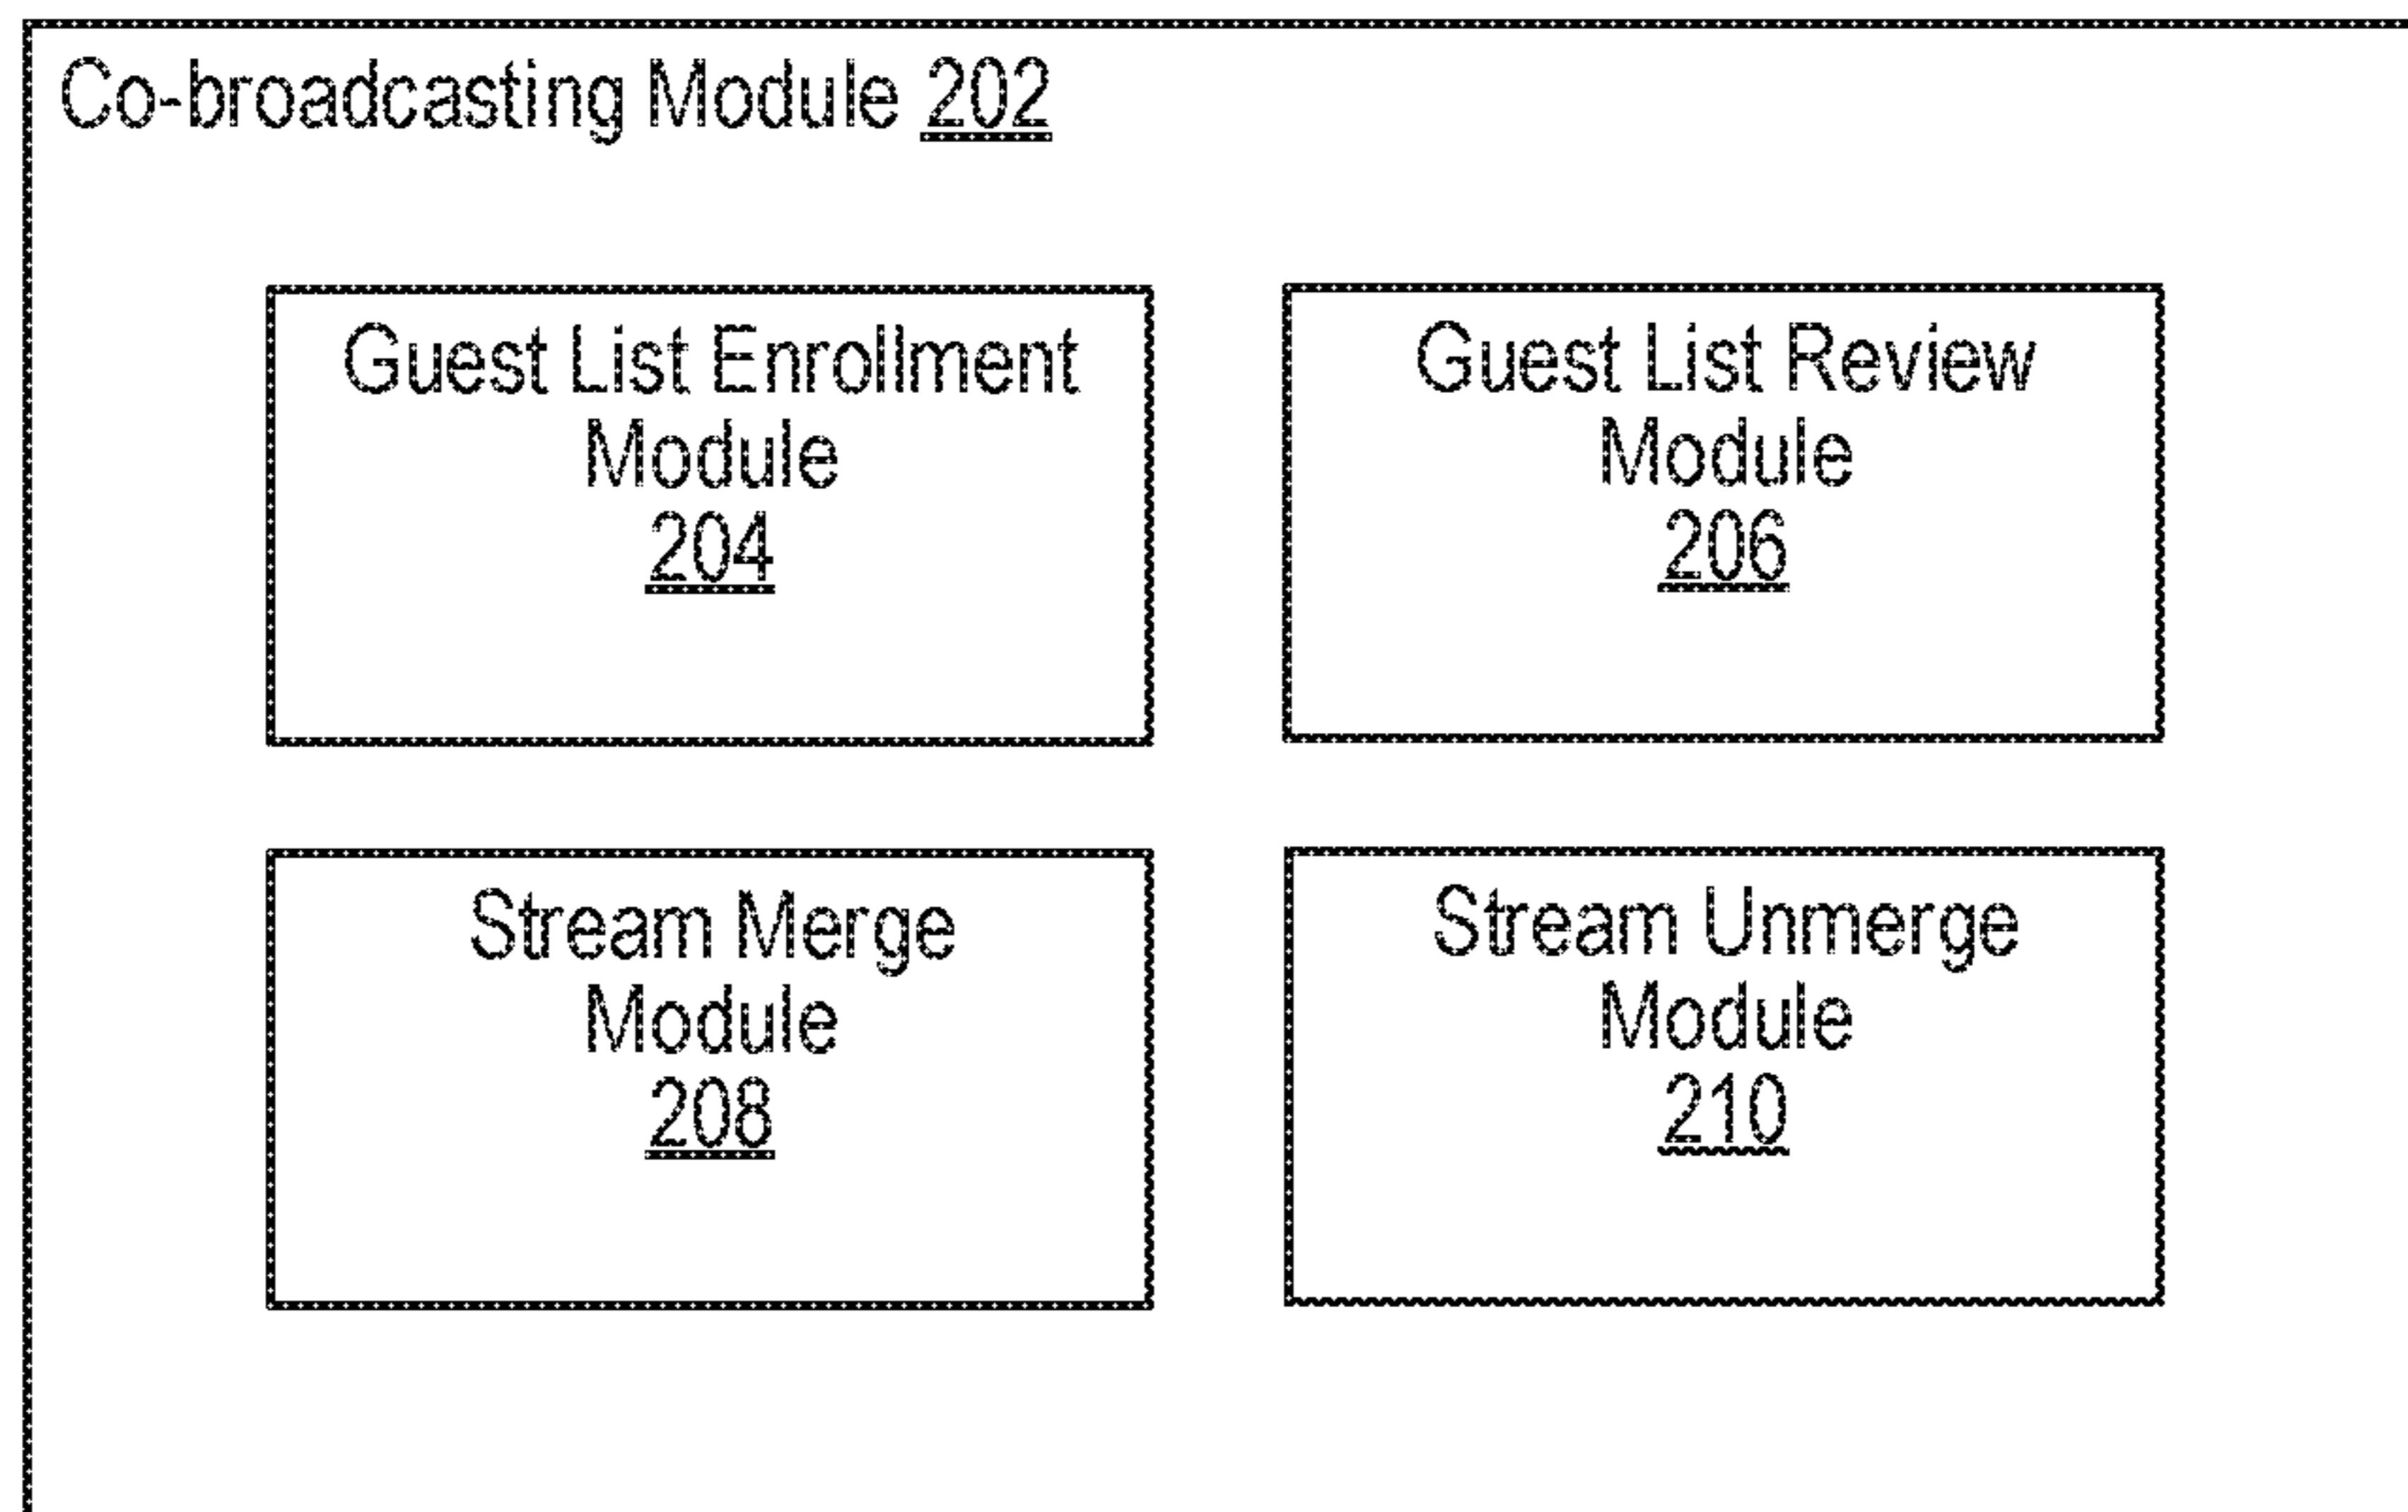 Co-broadcasting Module 202
Guest List Enrollment
Module
204
Guest List Review
Module
206
Stream Merge
Module
208
Stream Unmerge
Module
210